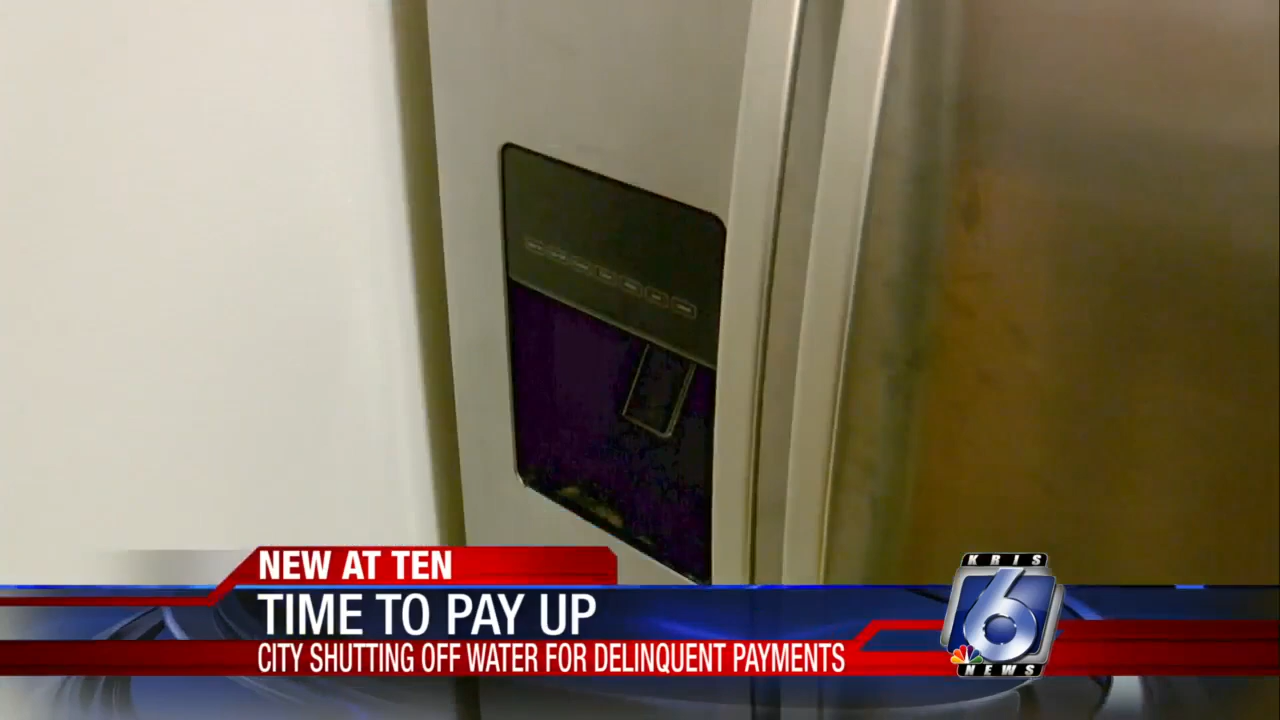 NEW AT TEN
TIME TO PAY UP
CITY SHUTTING OFF WATER FOR DELINQUENT PAYMENTS
KRIS
6
NEWS